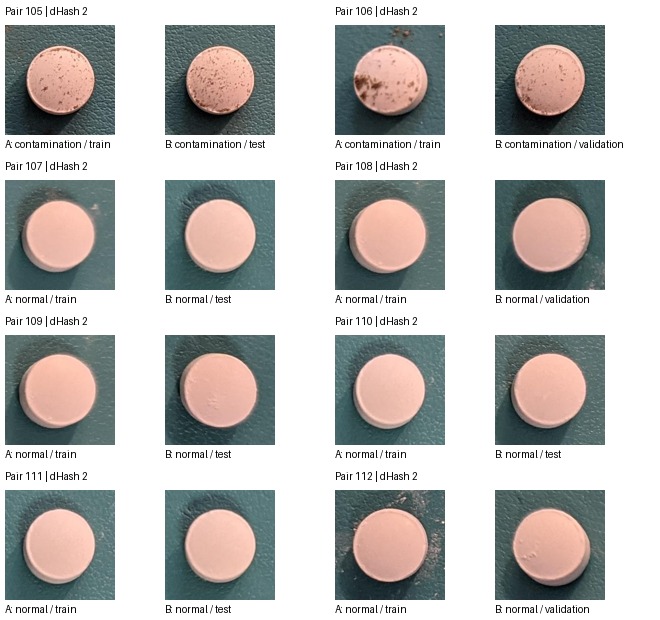 Pair 105 | dHash 2
Pair 106 | dHash 2
A: contamination / train
B: contamination / test
A: contamination / train
B: contamination / validation
Pair 107 | dHash 2
Pair 108 | dHash 2
A: normal / train
B: normal / test
A: normal / train
B: normal / validation
Pair 109 | dHash 2
Pair 110 | dHash 2
A: normal / train
B: normal / test
A: normal / train
B: normal / test
Pair 111 | dHash 2
Pair 112 | dHash 2
A: normal / train
B: normal / test
A: normal / train
B: normal / validation